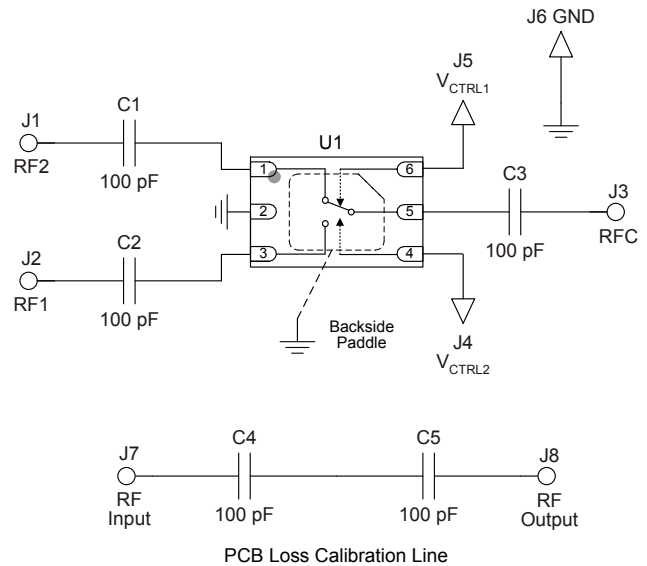 J6 GND
J5
VCTRL1
C1
J1
RF2
100 pF
U1
1
6
C3
2
5
J3
RFC
100 pF
C2
3
4
J2
RF1
100 pF
Backside
Paddle
J4
VCTRL2
C4
C5
J7
J8
RF
Input
100 pF
100 pF
RF
Output
PCB Loss Calibration Line